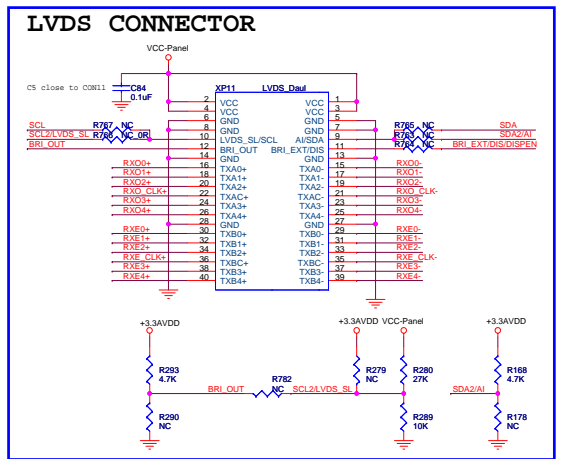 LVDS CONNECTOR
VCC-Panel
C5 close to CON11
C84
0.1uF
XP11 LVDS_Daul
2 VCC VCC 1
4 VCC VCC 3
6 GND GND 5
8 GND GND 7
10 LVDS_SL/SCL AI/SDA 9
12 BRI_OUT BRI_EXT/DIS 11
14 GND GND 13
16 TXA0+ TXA0- 15
18 TXA1+ TXA1- 17
20 TXA2+ TXA2- 19
22 TXAC+ TXAC- 21
24 TXA3+ TXA3- 23
26 TXA4+ TXA4- 25
28 GND GND 27
30 TXB0+ TXB0- 29
32 TXB1+ TXB1- 31
34 TXB2+ TXB2- 33
36 TXBC+ TXBC- 35
38 TXB3+ TXB3- 37
40 TXB4+ TXB4- 39
SCL R767 NC
SCL2/LVDS_SL R766 NC_0R
BRI_OUT
R765 NC SDA
R763 NC SDA2/AI
R764 NC BRI_EXT/DIS/DISPEN
RXO0+ RXO0-
RXO1+ RXO1-
RXO2+ RXO2-
RXO_CLK+ RXO_CLK-
RXO3+ RXO3-
RXO4+ RXO4-
RXE0+ RXE0-
RXE1+ RXE1-
RXE2+ RXE2-
RXE_CLK+ RXE_CLK-
RXE3+ RXE3-
RXE4+ RXE4-
+3.3AVDD +3.3AVDD VCC-Panel +3.3AVDD
R293
4.7K
R279
NC
R280
27K
R168
4.7K
BRI_OUT R782 NC SCL2/LVDS_SL SDA2/AI
R290
NC
R289
10K
R178
NC